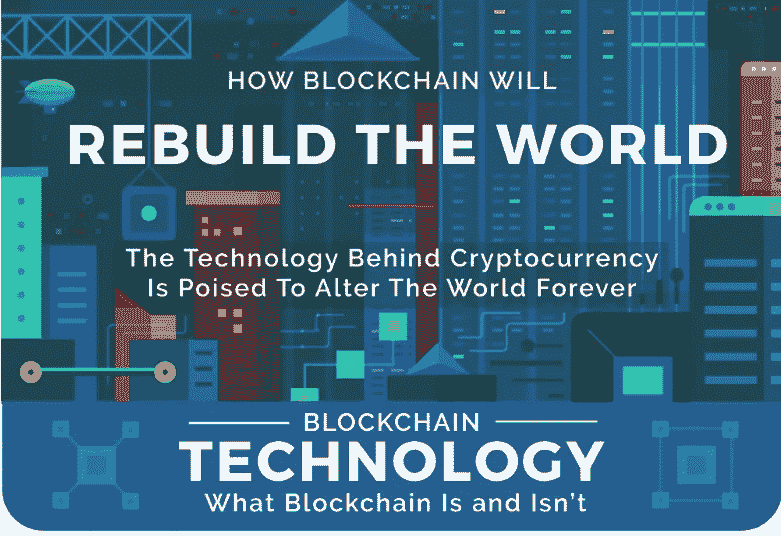 HOW BLOCKCHAIN WILL
REBUILD THE WORLD
The Technology Behind Cryptocurrency
Is Poised To Alter The World Forever
BLOCKCHAIN
TECHNOLOGY
What Blockchain Is and Isn't